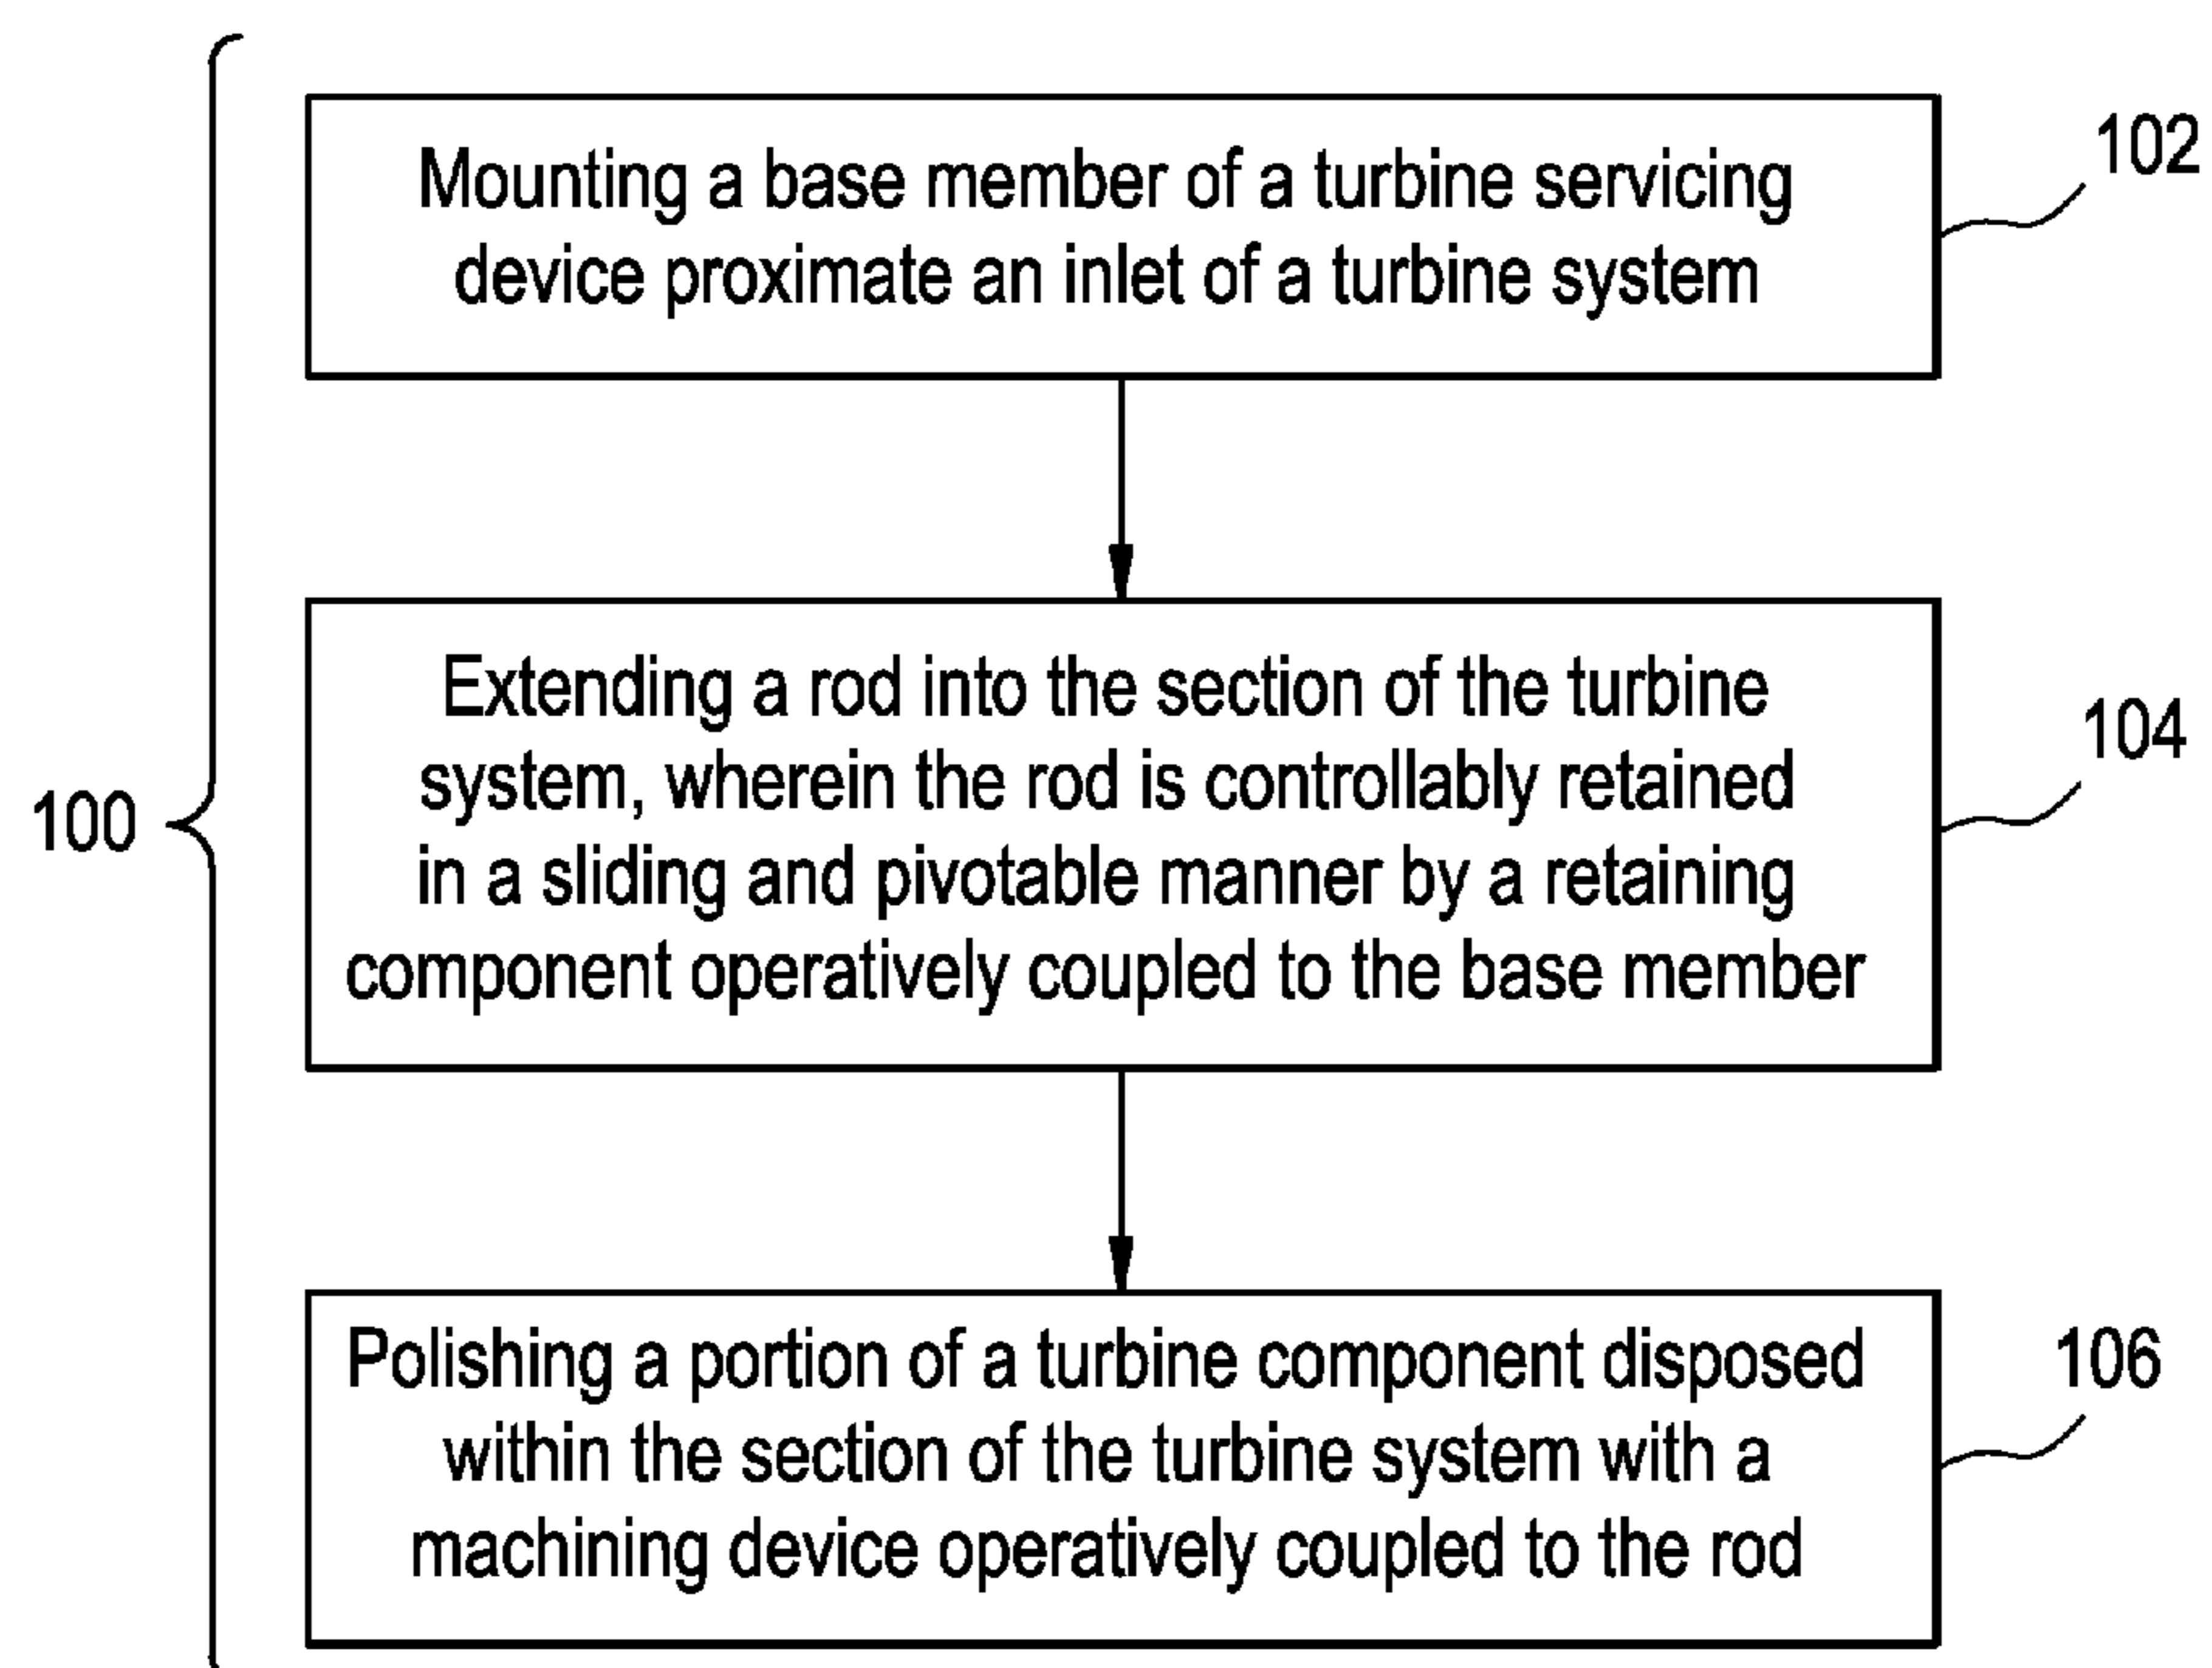 Mounting a base member of a turbine servicing
device proximate an inlet of a turbine system
102
Extending a rod into the section of the turbine
system, wherein the rod is controllably retained
in a sliding and pivotable manner by a retaining
component operatively coupled to the base member
104
100
Polishing a portion of a turbine component disposed
within the section of the turbine system with a
machining device operatively coupled to the rod
106